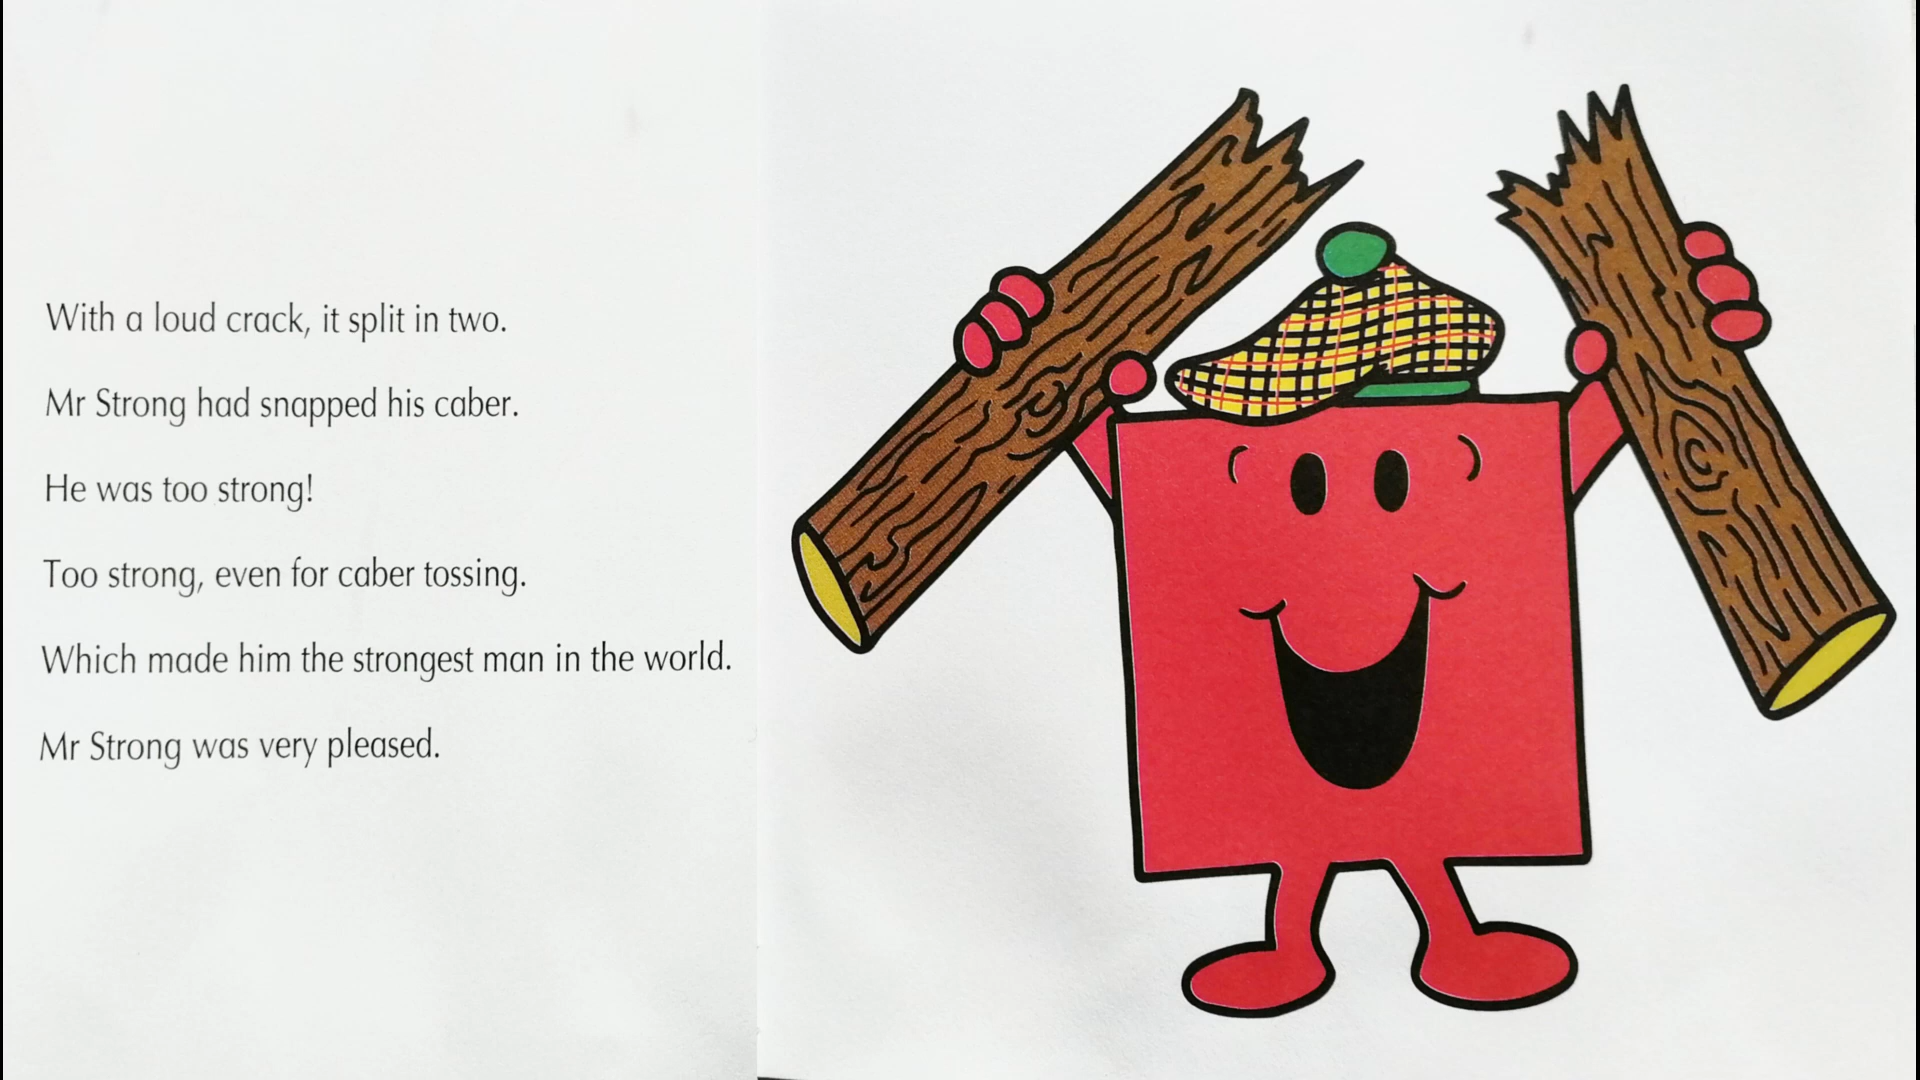 With a loud crack, it split in two.
Mr Strong had snapped his caber.
He was too strong!
Too strong, even for caber tossing.
Which made him the strongest man in the world.
Mr Strong was very pleased.